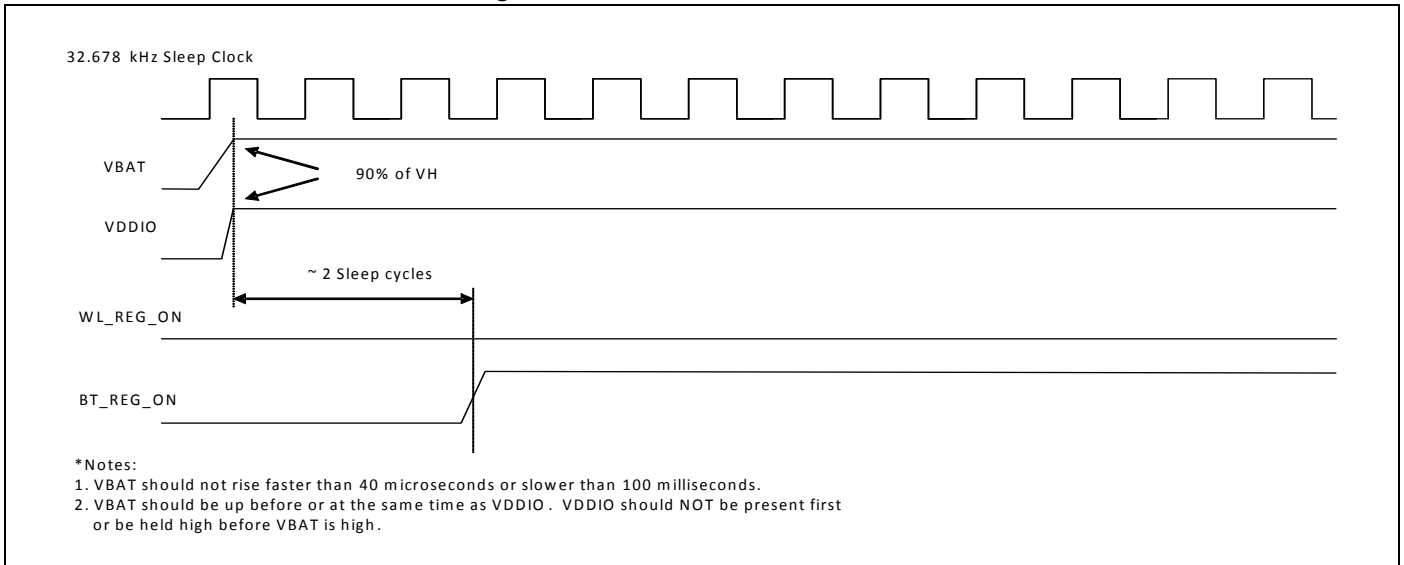 32.678 kHz Sleep Clock
VBAT
90% of VH
VDDIO
~ 2 Sleep cycles
WL_REG_ON
BT_REG_ON
*Notes:
1. VBAT should not rise faster than 40 microseconds or slower than 100 milliseconds.
2. VBAT should be up before or at the same time as VDDIO. VDDIO should NOT be present first
or be held high before VBAT is high.